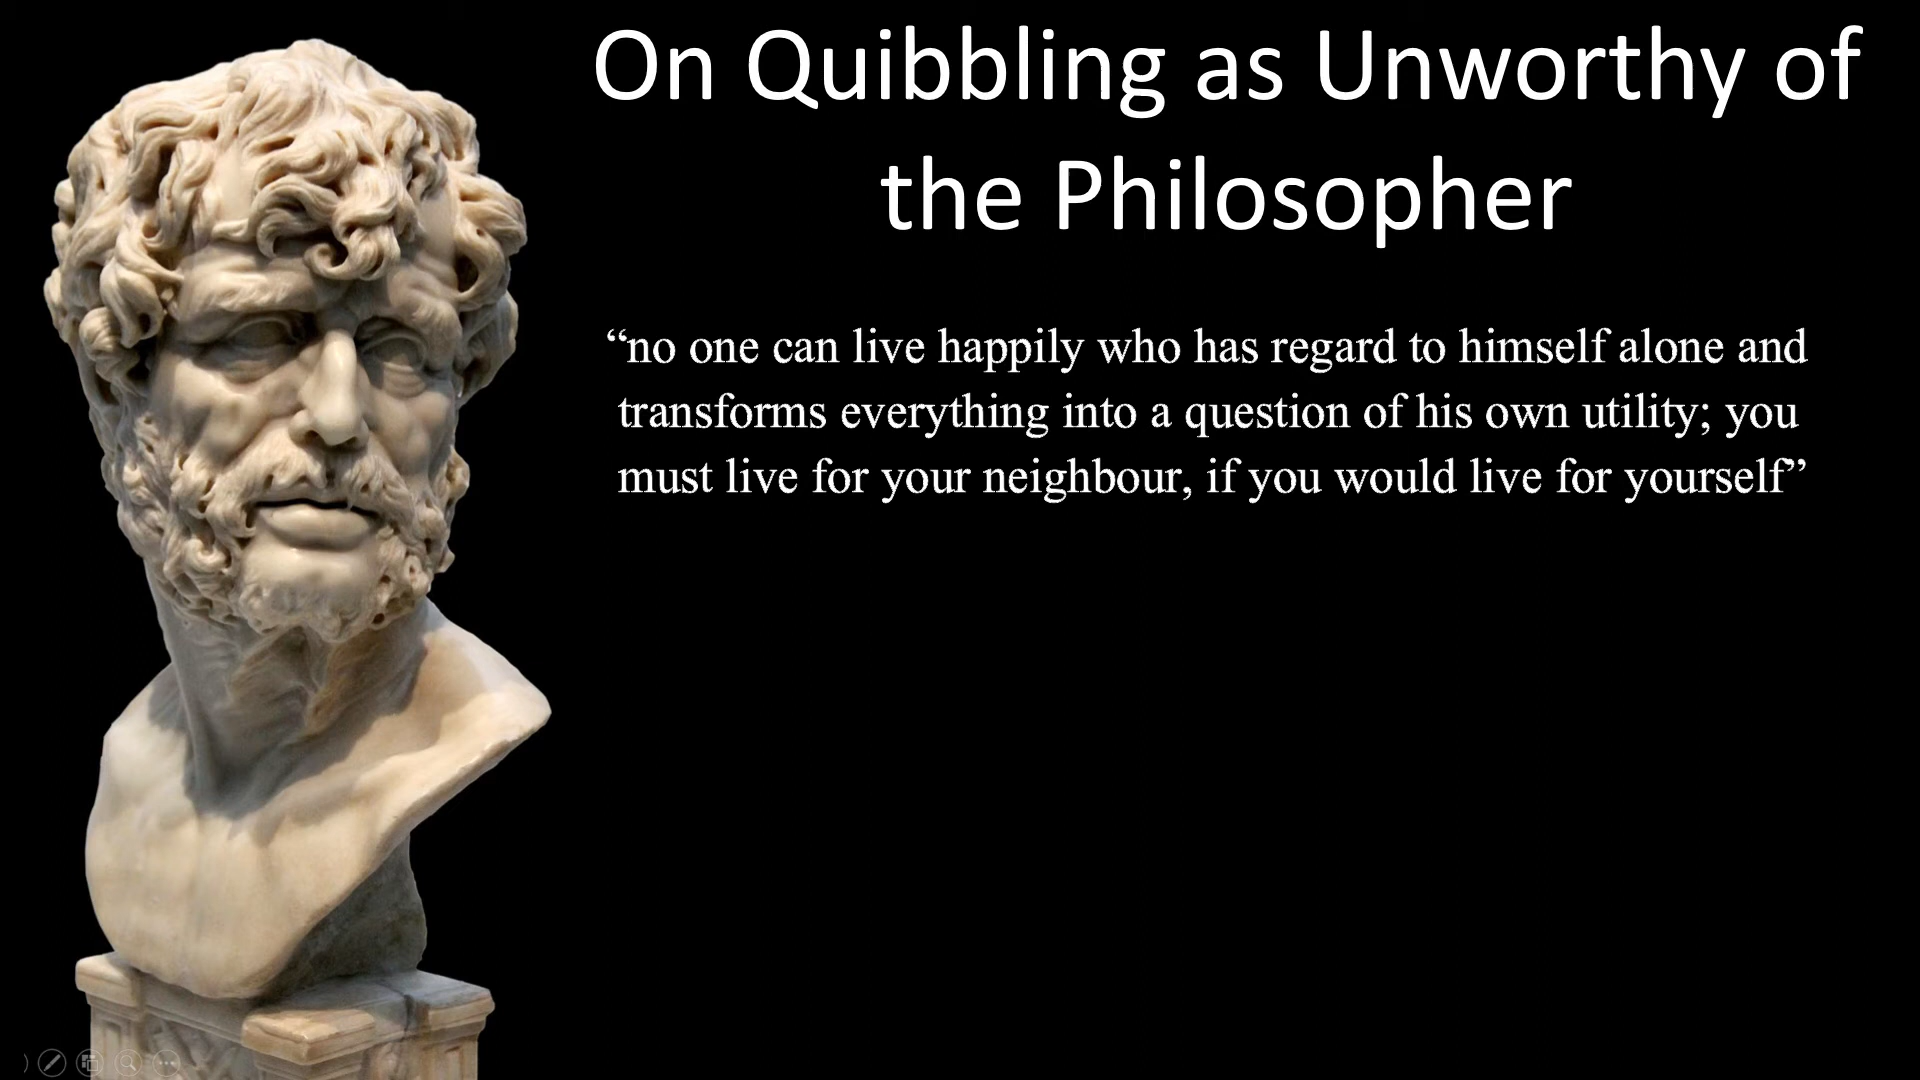 On Quibbling as Unworthy of
the Philosopher
“no one can live happily who has regard to himself alone and
transforms everything into a question of his own utility; you
must live for your neighbour, if you would live for yourself”